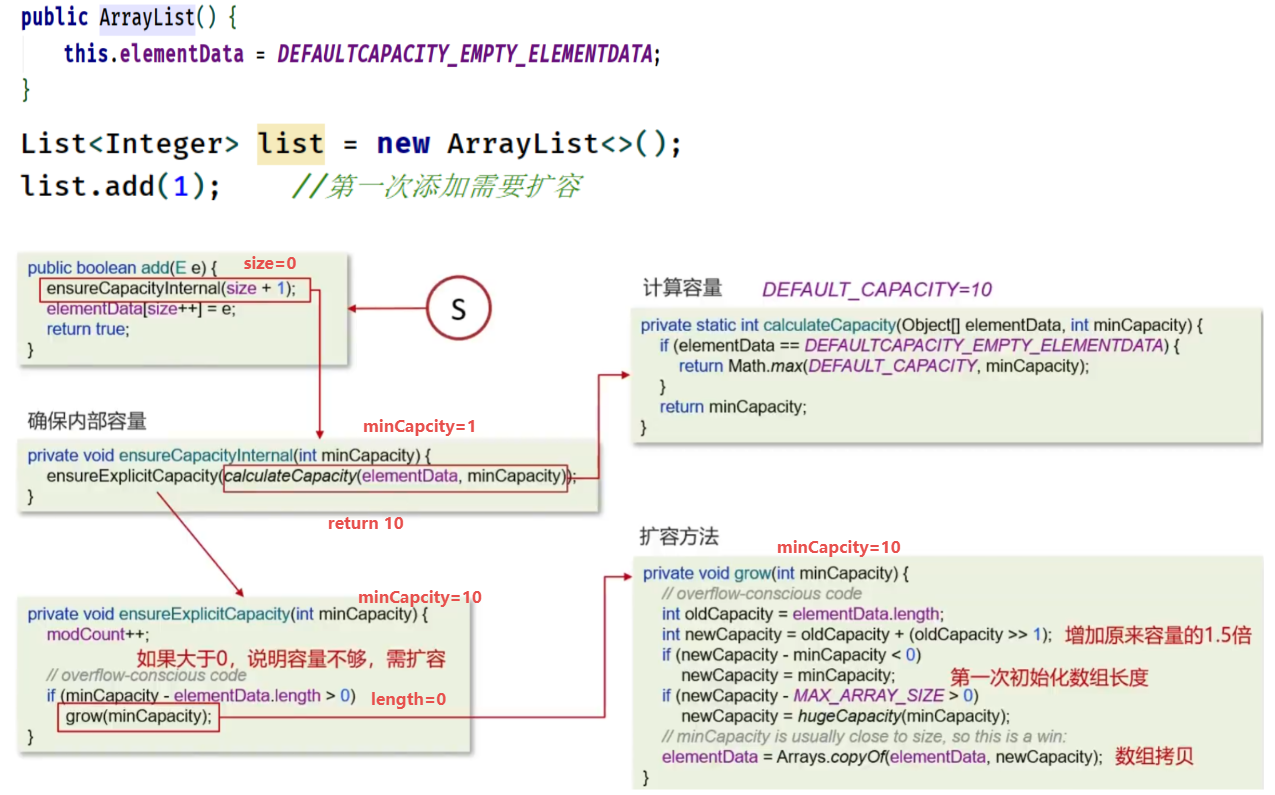 public ArrayList() {
this.elementData = DEFAULTCAPACITY_EMPTY_ELEMENTDATA;
}
List<Integer> list = new ArrayList<>();
list.add(1); //第一次添加需要扩容
public boolean add(E e) { size=0
ensureCapacityInternal(size + 1);
elementData[size++] = e;
return true;
}
S
确保内部容量
minCapcity=1
private void ensureCapacityInternal(int minCapacity) {
ensureExplicitCapacity(calculateCapacity(elementData, minCapacity));
}
return 10
minCapcity=10
private void ensureExplicitCapacity(int minCapacity) {
modCount++;
如果大于0，说明容量不够，需扩容
// overflow-conscious code
if (minCapacity - elementData.length > 0) length=0
grow(minCapacity);
}
计算容量 DEFAULT_CAPACITY=10
private static int calculateCapacity(Object[] elementData, int minCapacity) {
if (elementData == DEFAULTCAPACITY_EMPTY_ELEMENTDATA) {
return Math.max(DEFAULT_CAPACITY, minCapacity);
}
return minCapacity;
}
扩容方法
minCapcity=10
private void grow(int minCapacity) {
// overflow-conscious code
int oldCapacity = elementData.length;
int newCapacity = oldCapacity + (oldCapacity >> 1); 增加原来容量的1.5倍
if (newCapacity - minCapacity < 0)
newCapacity = minCapacity; 第一次初始化数组长度
if (newCapacity - MAX_ARRAY_SIZE > 0)
newCapacity = hugeCapacity(minCapacity);
// minCapacity is usually close to size, so this is a win:
elementData = Arrays.copyOf(elementData, newCapacity); 数组拷贝
}